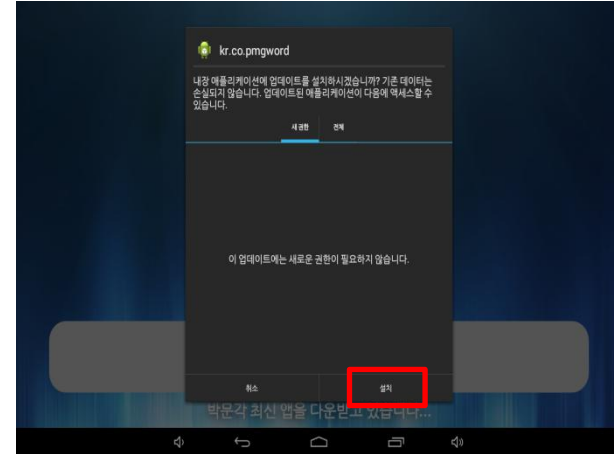 kr.co.pmgword
내장 애플리케이션에 업데이트를 설치하시겠습니까? 기존 데이터는
손실되지 않습니다. 업데이트된 애플리케이션이 다음에 액세스할 수
있습니다.
새 권한 전체
이 업데이트에는 새로운 권한이 필요하지 않습니다.
취소 설치
박문각 최신 앱을 다운받고 있습니다...